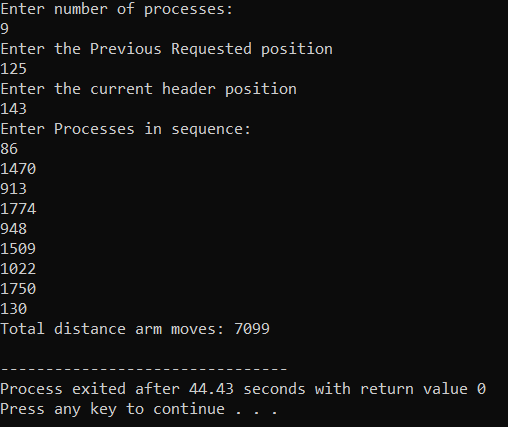 Enter number of processes:
9
Enter the Previous Requested position
125
Enter the current header position
143
Enter Processes in sequence:
86
1470
913
1774
948
1509
1022
1750
130
Total distance arm moves: 7099
--------------------------------
Process exited after 44.43 seconds with return value 0
Press any key to continue . . .